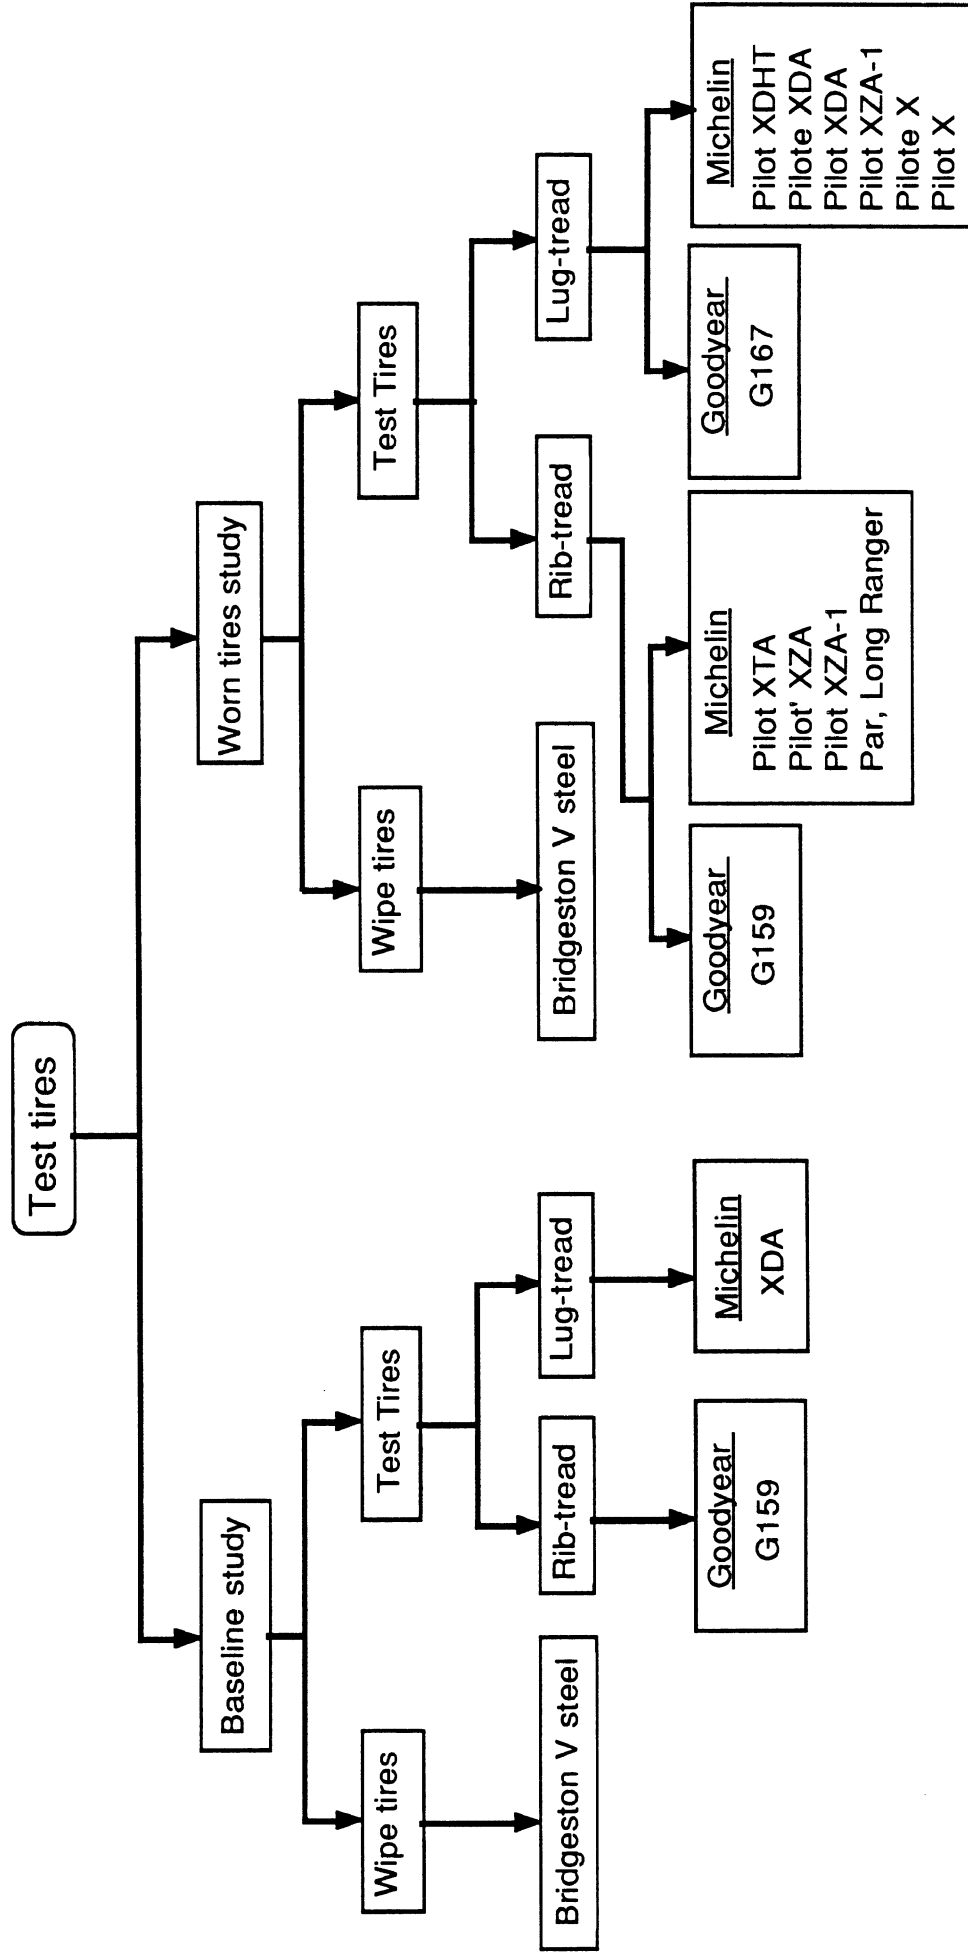 Test tires
Baseline study
Worn tires study
Wipe tires
Test Tires
Wipe tires
Test Tires
Bridgeston V steel
Rib-tread
Lug-tread
Bridgeston V steel
Rib-tread
Lug-tread
Goodyear
G159
Michelin
XDA
Goodyear
G159
Michelin
Pilot XTA
Pilot' XZA
Pilot XZA-1
Par, Long Ranger
Goodyear
G167
Michelin
Pilot XDHT
Pilote XDA
Pilot XDA
Pilot XZA-1
Pilote X
Pilot X